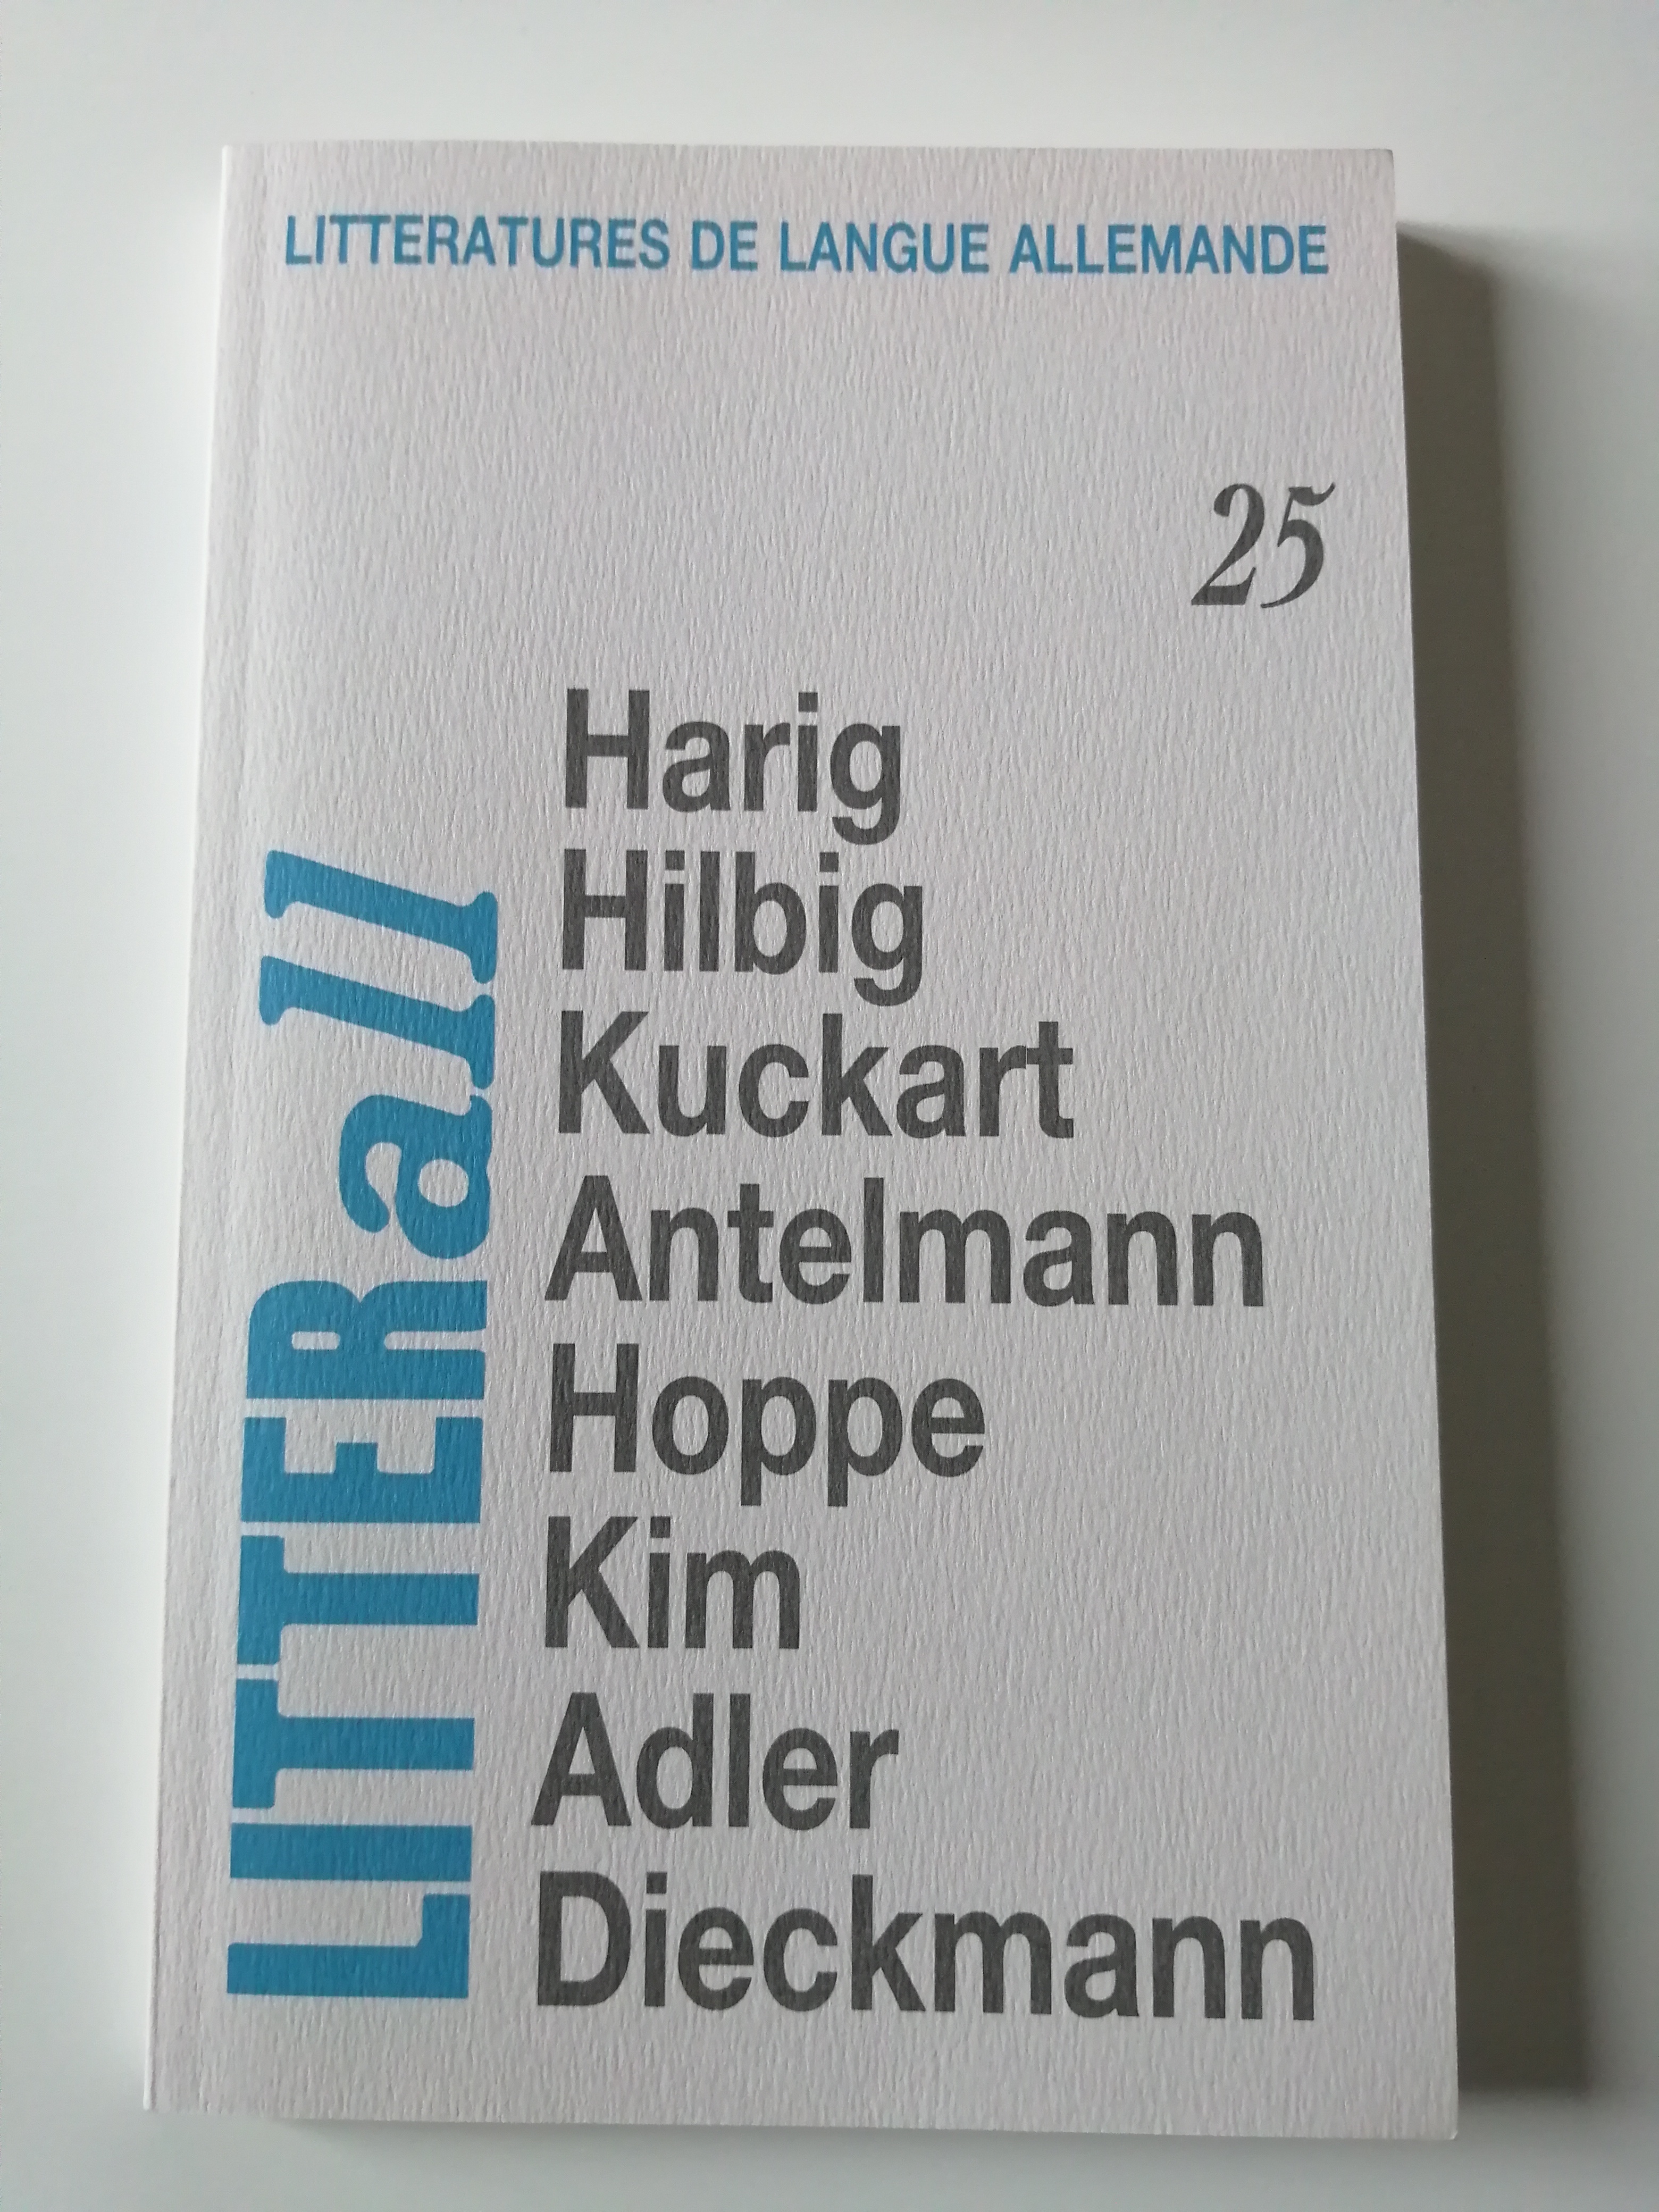 LITTERATURES DE LANGUE ALLEMANDE
25
LITTERall
Harig
Hilbig
Kuckart
Antelmann
Hoppe
Kim
Adler
Dieckmann